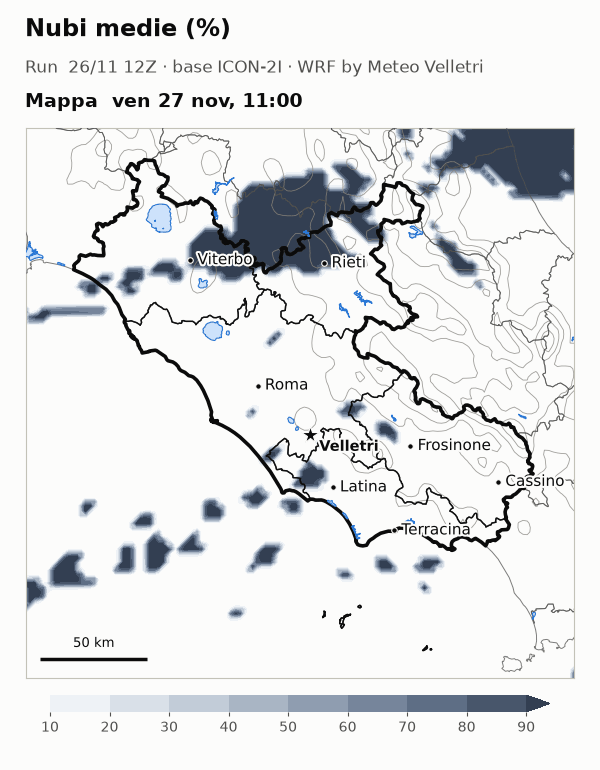 Nubi medie (%)
Run 26/11 12Z · base ICON-2I · WRF by Meteo Velletri
Mappa ven 27 nov, 11:00
Viterbo
Rieti
Roma
Velletri
Frosinone
Latina
Cassino
Terracina
50 km
10 20 30 40 50 60 70 80 90